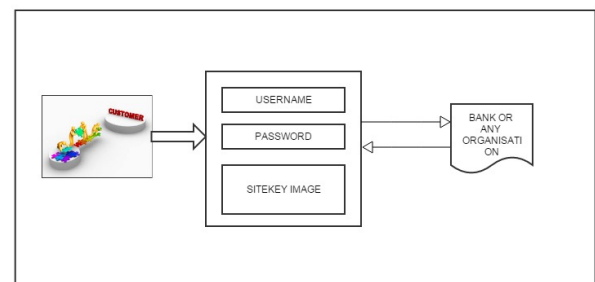 CUSTOMER
USERNAME
PASSWORD
SITEKEY IMAGE
BANK OR
ANY
ORGANISATI
ON